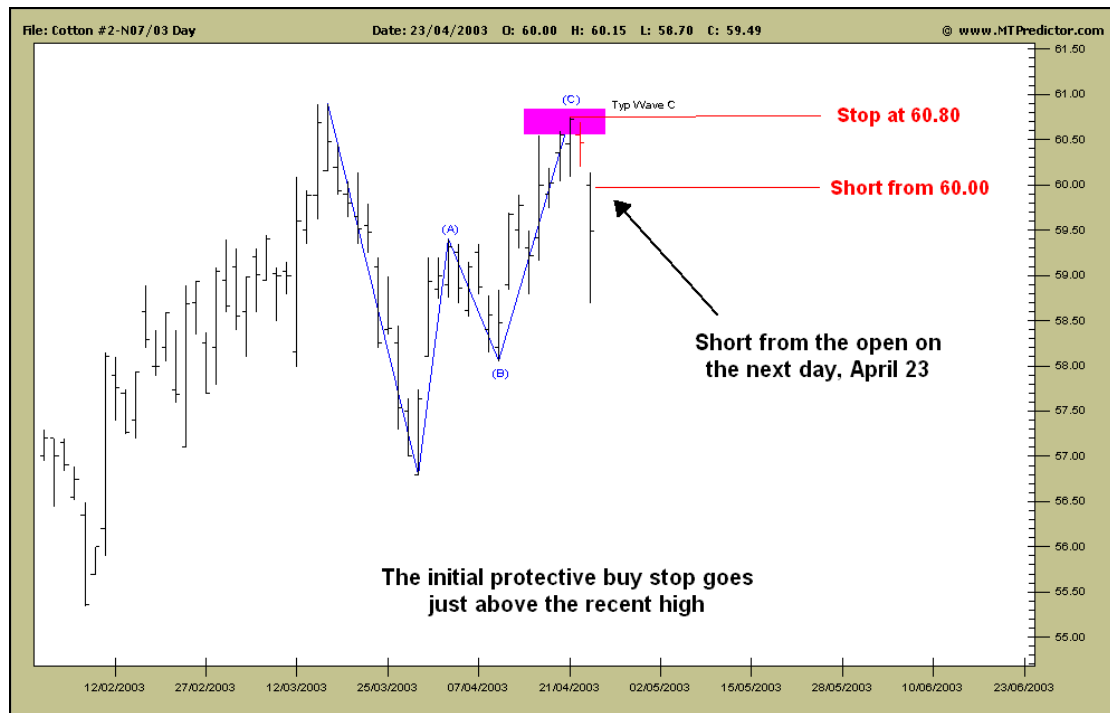 File: Cotton #2-N07/03 Day Date: 23/04/2003 O: 60.00 H: 60.15 L: 58.70 C: 59.49 @ www.MTPredictor.com
61.50
61.00
(C) Typ Wave C
Stop at 60.80
60.50
60.00
Short from 60.00
(A)
59.50
59.00
58.50
Short from the open on
the next day, April 23
58.00
(B)
57.50
57.00
56.50
56.00
The initial protective buy stop goes
just above the recent high
55.50
55.00
12/02/2003 27/02/2003 12/03/2003 25/03/2003 07/04/2003 21/04/2003 02/05/2003 15/05/2003 28/05/2003 10/06/2003 23/06/2003